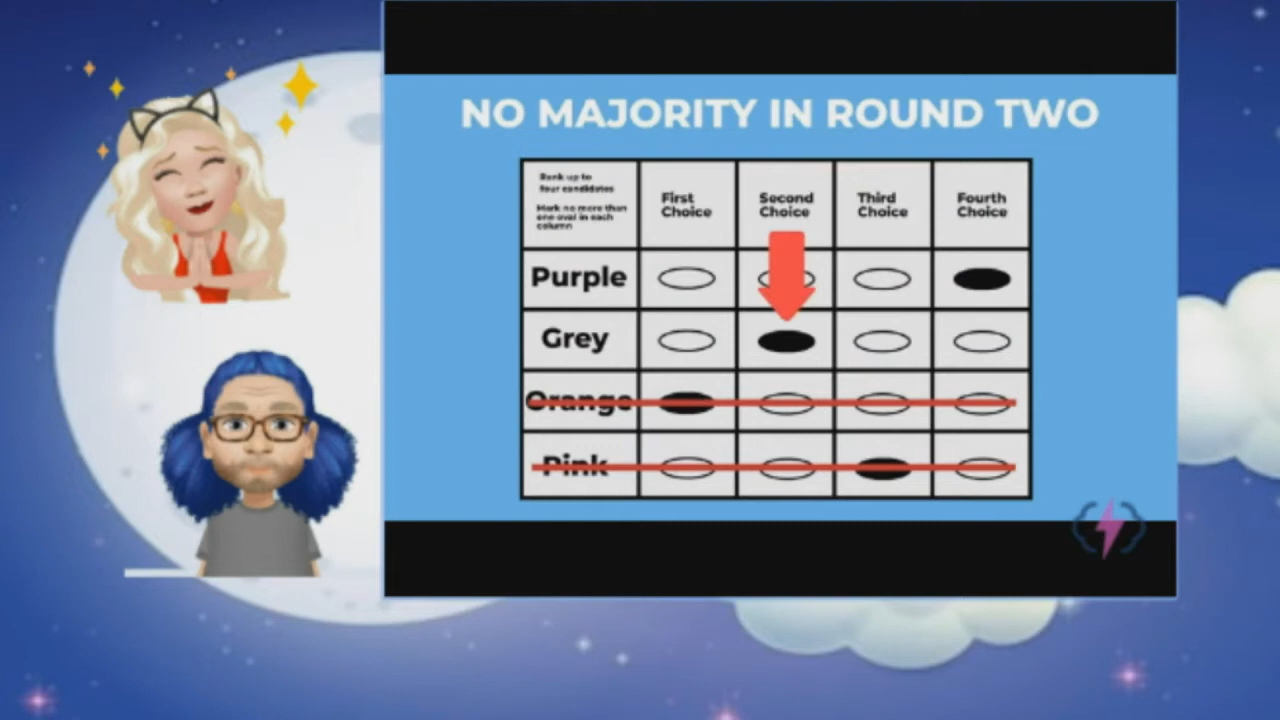 NO MAJORITY IN ROUND TWO
Rank up to
four candidates
Mark no more than
one oval in each
column
First
Choice
Second
Choice
Third
Choice
Fourth
Choice
Purple
Grey
Orange
Pink